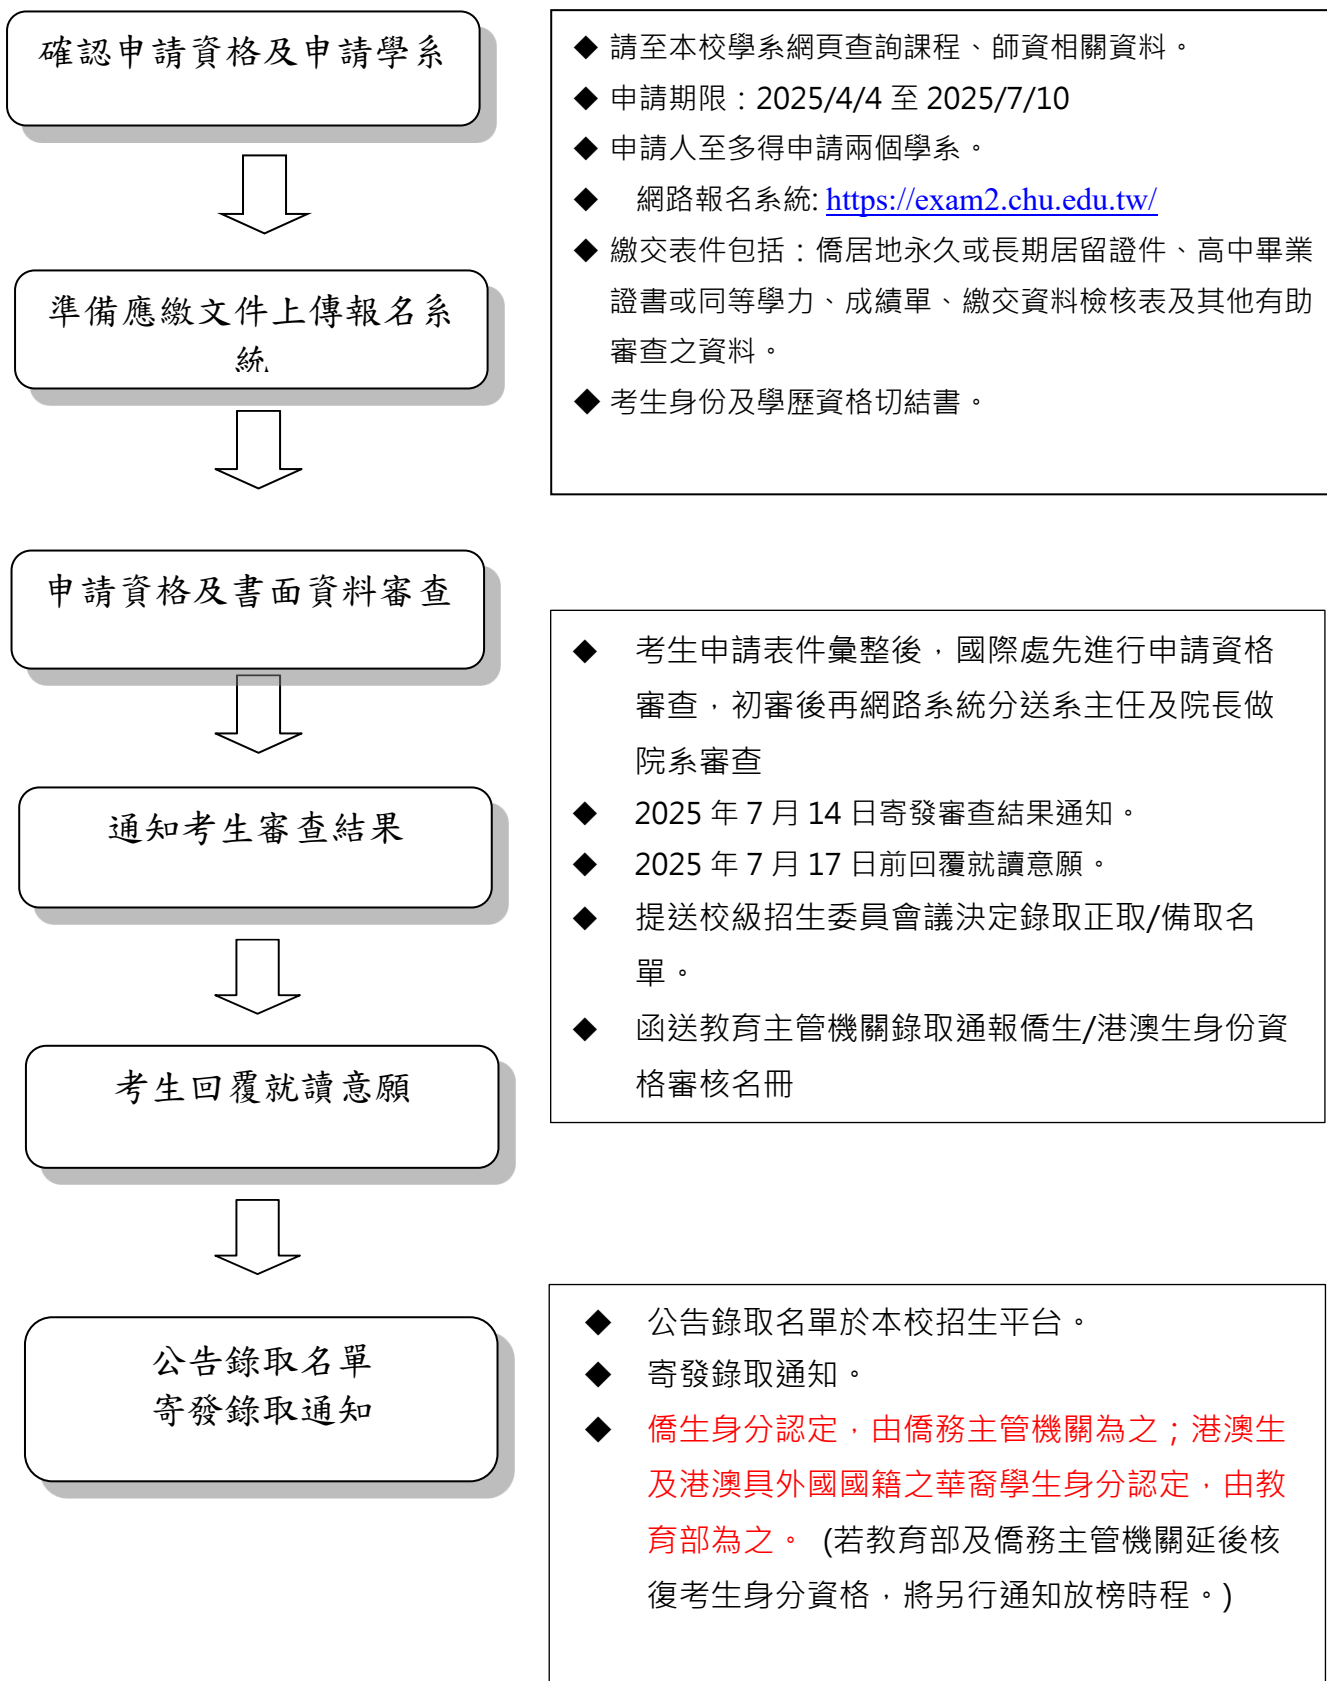 確認申請資格及申請學系
◆ 請至本校學系網頁查詢課程、師資相關資料。
◆ 申請期限：2025/4/4 至 2025/7/10
◆ 申請人至多得申請兩個學系。
◆ 網路報名系統: https://exam2.chu.edu.tw/
◆ 繳交表件包括：僑居地永久或長期居留證件、高中畢業
證書或同等學力、成績單、繳交資料檢核表及其他有助
審查之資料。
◆ 考生身份及學歷資格切結書。
準備應繳文件上傳報名系
統
申請資格及書面資料審查
◆ 考生申請表件彙整後，國際處先進行申請資格
審查，初審後再網路系統分送系主任及院長做
院系審查
◆ 2025 年 7 月 14 日寄發審查結果通知。
◆ 2025 年 7 月 17 日前回覆就讀意願。
◆ 提送校級招生委員會議決定錄取正取/備取名
單。
◆ 函送教育主管機關錄取通報僑生/港澳生身份資
格審核名冊
通知考生審查結果
考生回覆就讀意願
公告錄取名單
寄發錄取通知
◆ 公告錄取名單於本校招生平台。
◆ 寄發錄取通知。
◆ 僑生身分認定，由僑務主管機關為之；港澳生
及港澳具外國國籍之華裔學生身分認定，由教
育部為之。 (若教育部及僑務主管機關延後核
復考生身分資格，將另行通知放榜時程。)